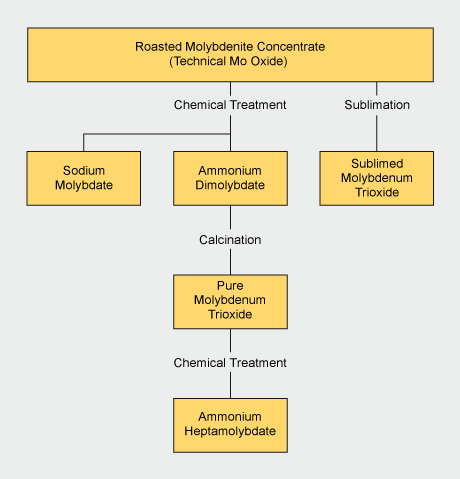 Roasted Molybdenite Concentrate
(Technical Mo Oxide)
Chemical Treatment
Sublimation
Sodium
Molybdate
Ammonium
Dimolybdate
Sublimed
Molybdenum
Trioxide
Calcination
Pure
Molybdenum
Trioxide
Chemical Treatment
Ammonium
Heptamolybdate